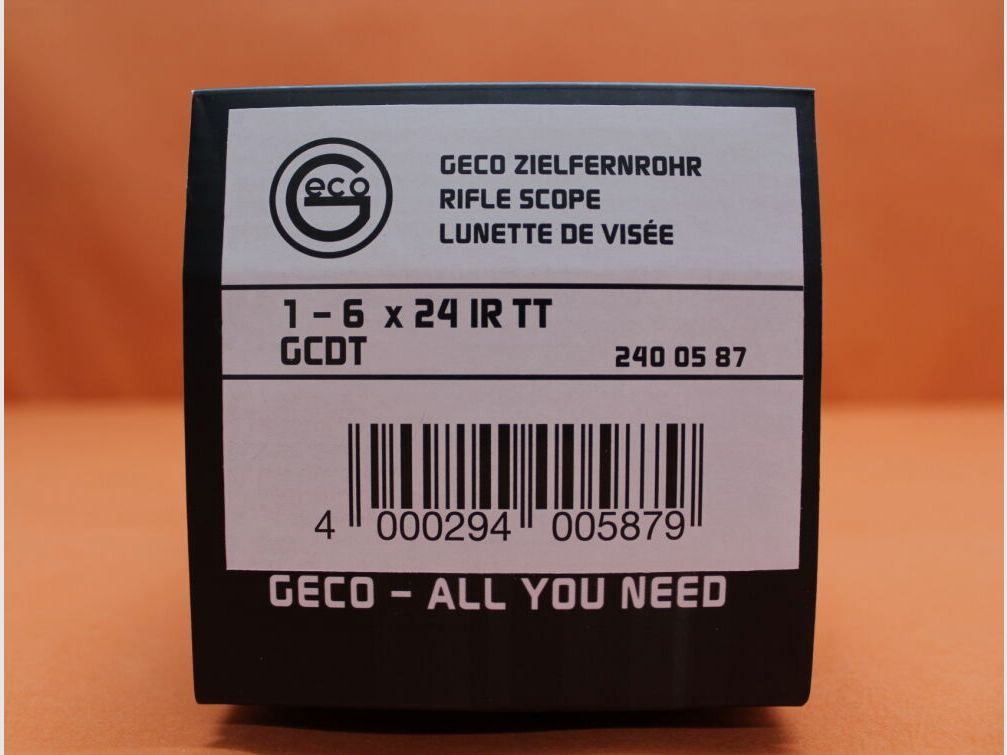 Geco
GECO ZIELFERNROHR
RIFLE SCOPE
LUNETTE DE VISÉE
1 – 6 x 24 IR TT
GCDT
240 05 87
4 000294 005879
GECO – ALL YOU NEED